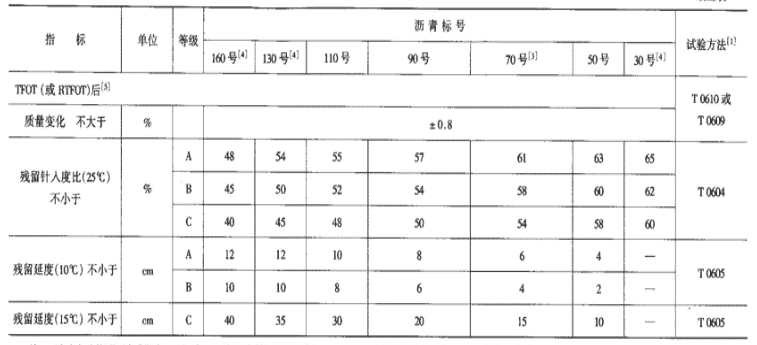 指 标 单位 等级 沥青标号 试验方法[1]
160号[4] 130号[4] 110号 90号 70号[3] 50号 30号[4]
TFOT (或RTFOT)后[5] T 0610 或
T 0609
质量变化 不大于 % ±0.8
残留针入度比(25℃)
不小于 % A 48 54 55 57 61 63 65 T 0604
B 45 50 52 54 58 60 62
C 40 45 48 50 54 58 60
残留延度(10℃) 不小于 cm A 12 12 10 8 6 4 — T 0605
B 10 10 8 6 4 2 —
残留延度(15℃) 不小于 cm C 40 35 30 20 15 10 — T 0605